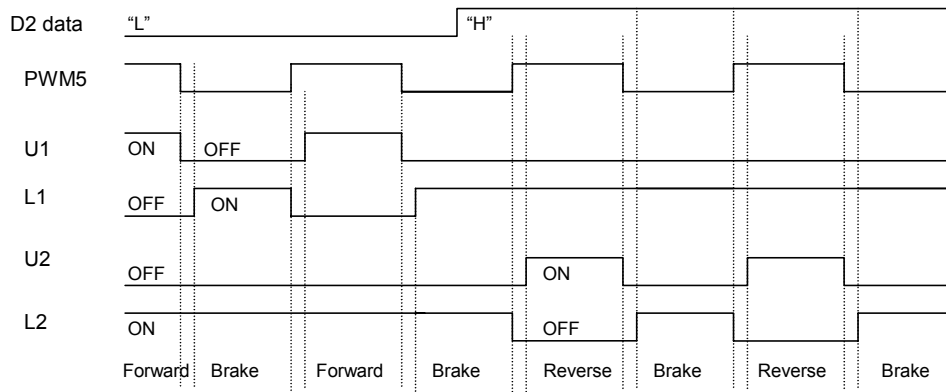 D2 data “L” “H”
PWM5
U1 ON OFF
L1 OFF ON
U2 OFF ON
L2 ON OFF
Forward Brake Forward Brake Reverse Brake Reverse Brake